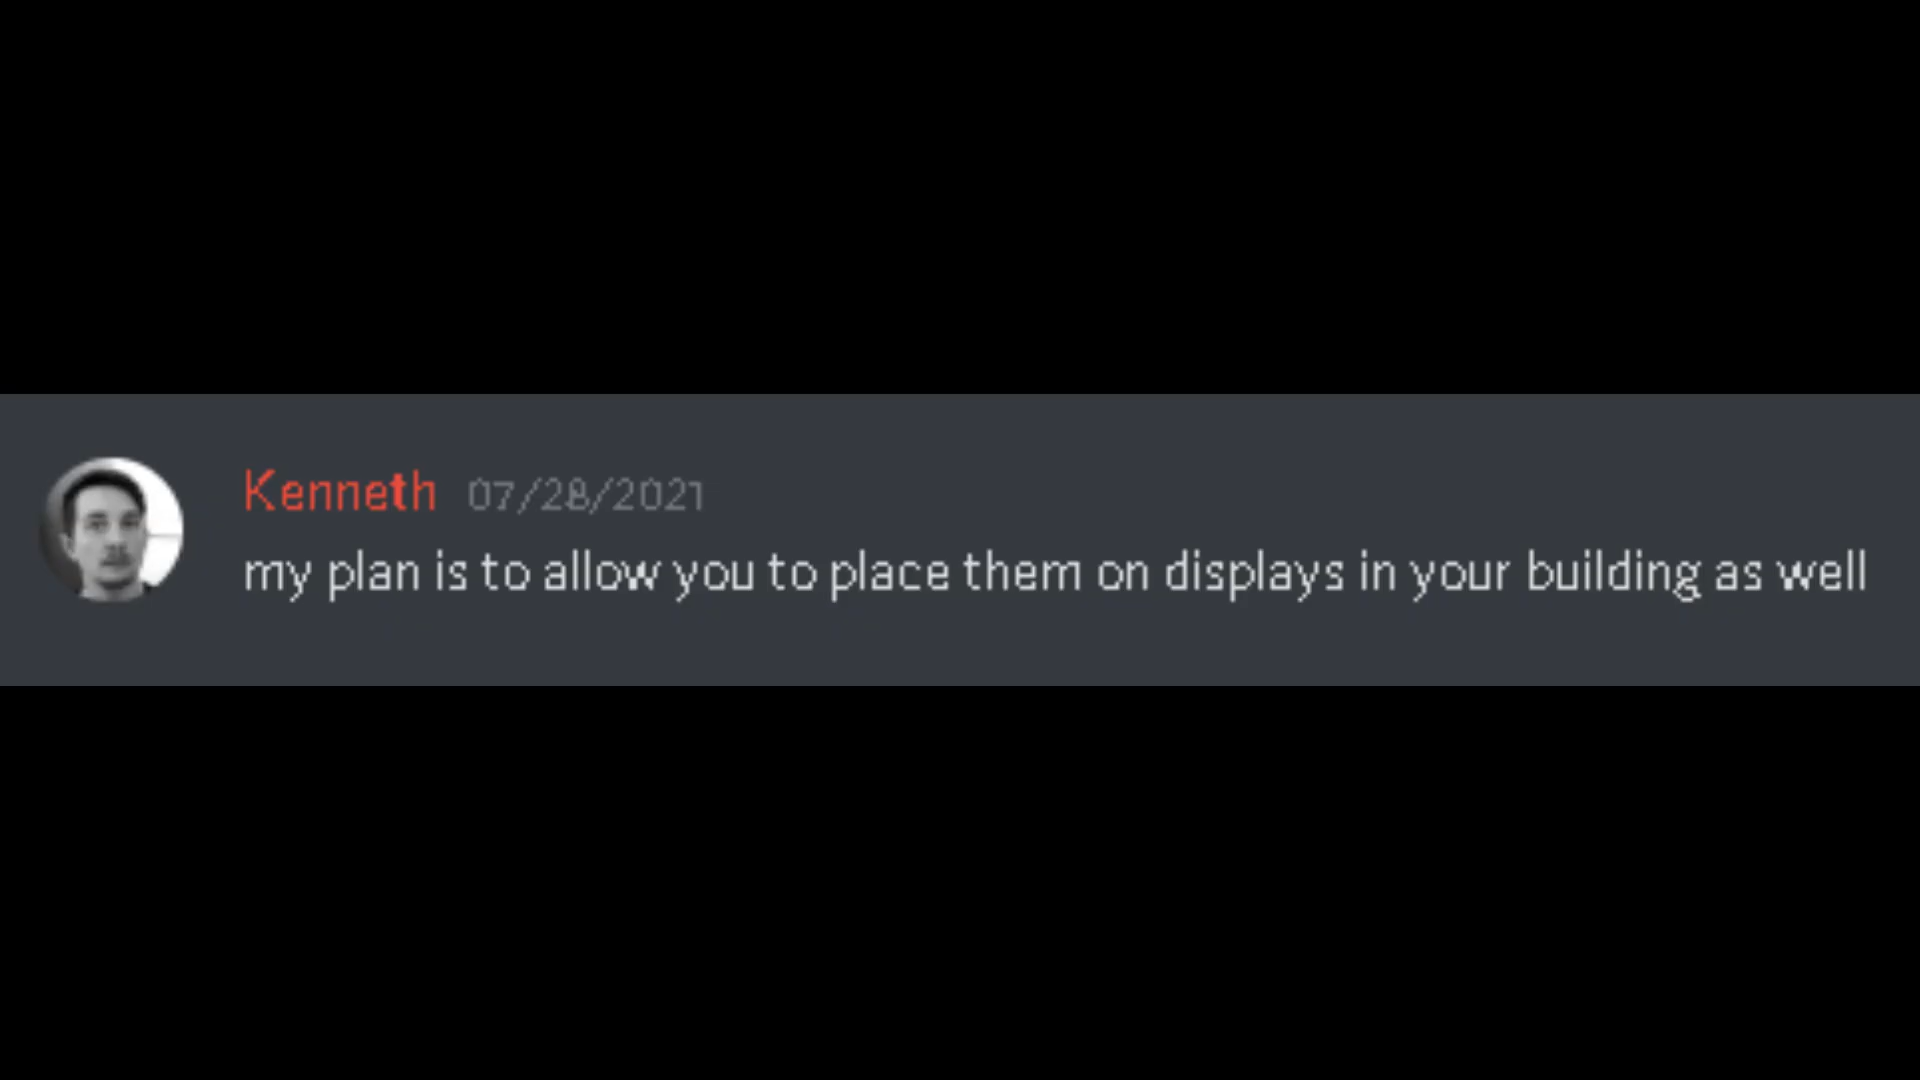 Kenneth 07/28/2021
my plan is to allow you to place them on displays in your building as well